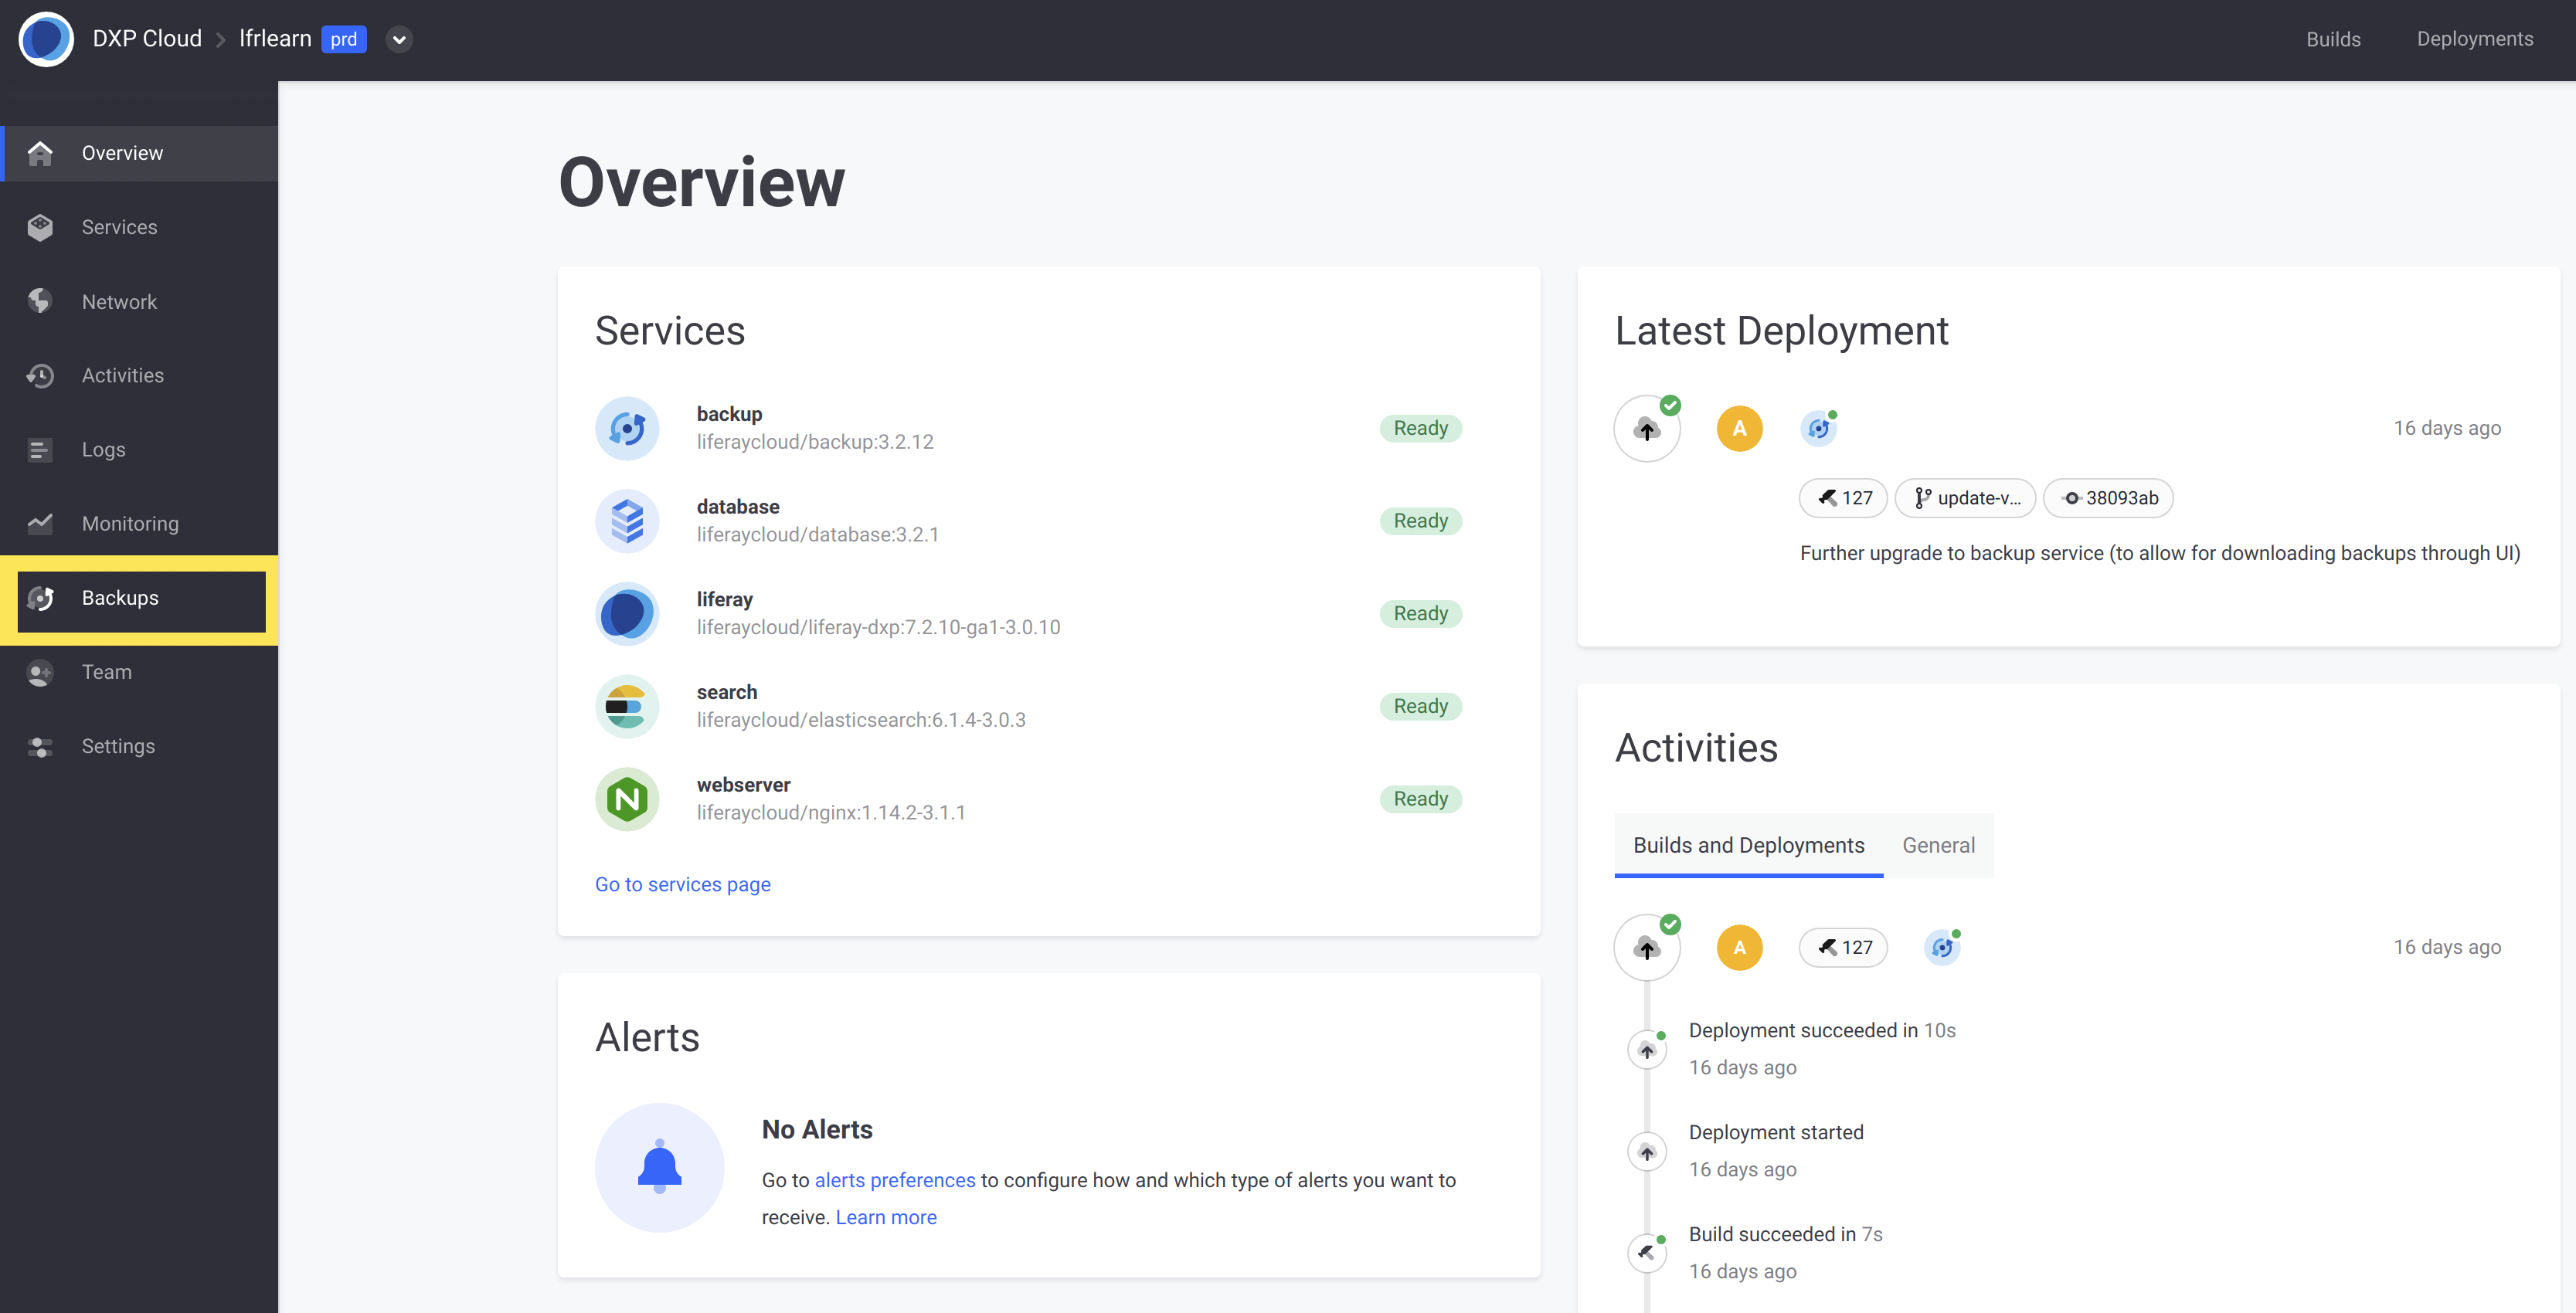 DXP Cloud
lfrlearn
prd
Builds
Deployments
Overview
Services
Network
Activities
Logs
Monitoring
Backups
Team
Settings
Overview
Services
backup
liferaycloud/backup:3.2.12
Ready
database
liferaycloud/database:3.2.1
Ready
liferay
liferaycloud/liferay-dxp:7.2.10-ga1-3.0.10
Ready
search
liferaycloud/elasticsearch:6.1.4-3.0.3
Ready
webserver
liferaycloud/nginx:1.14.2-3.1.1
Ready
Go to services page
Alerts
No Alerts
Go to alerts preferences to configure how and which type of alerts you want to
receive. Learn more
Latest Deployment
A
16 days ago
127
update-v...
38093ab
Further upgrade to backup service (to allow for downloading backups through UI)
Activities
Builds and Deployments
General
A
127
16 days ago
Deployment succeeded in 10s
16 days ago
Deployment started
16 days ago
Build succeeded in 7s
16 days ago